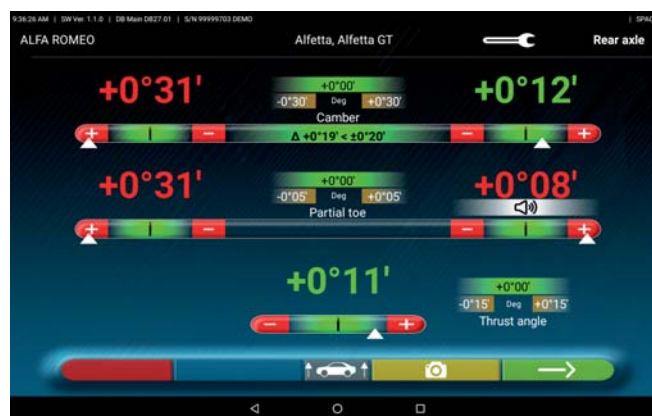 9:36:26 AM | SW Ver. 1.1.0 | DB Main DB27.01 | S/N 99999703 DEMO | SPAC
ALFA ROMEO Alfetta, Alfetta GT Rear axle
+0°31' +0°00' +0°12'
-0°30' Deg +0°30'
Camber
+ − Δ +0°19' < ±0°20' − +
+0°31' +0°00' +0°08'
-0°05' Deg +0°05'
Partial toe
+ − − +
+0°11' +0°00'
-0°15' Deg +0°15'
− + Thrust angle